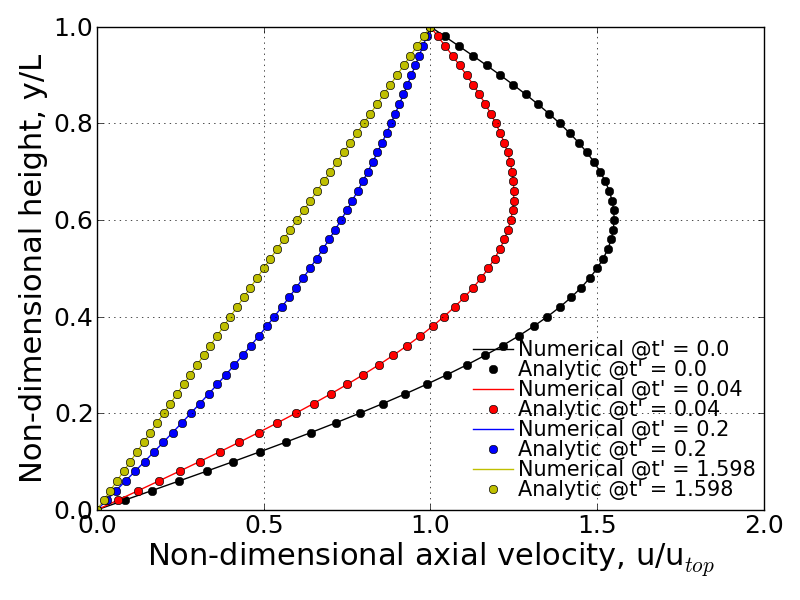 1.0
0.8
0.6
0.4
0.2
0.0
Non-dimensional height, y/L
Numerical @t' = 0.0
Analytic @t' = 0.0
Numerical @t' = 0.04
Analytic @t' = 0.04
Numerical @t' = 0.2
Analytic @t' = 0.2
Numerical @t' = 1.598
Analytic @t' = 1.598
0.0 0.5 1.0 1.5 2.0
Non-dimensional axial velocity, u/u_top